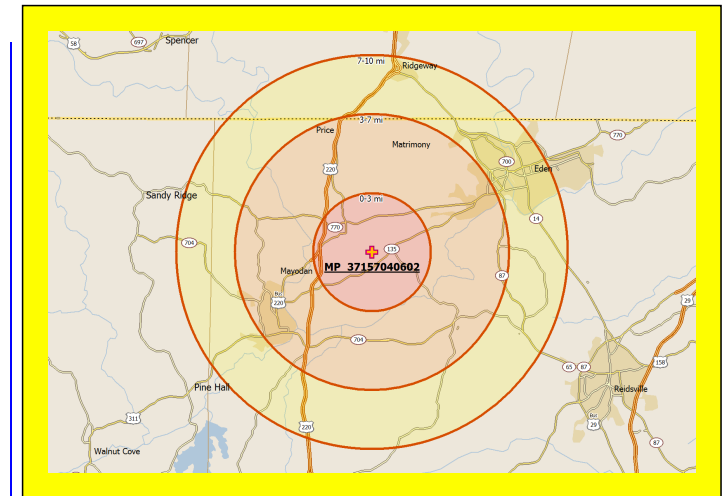 58
697
Spencer
7-10 mi
Ridgeway
3-7 mi
Price
Matrimony
770
220
700
Eden
Sandy Ridge
0-3 mi
14
770
704
135
MP_37157040602
Mayodan
87
Bus
220
29
704
158
65
87
Pine Hall
Reidsville
311
220
Bus
29
87
Walnut Cove